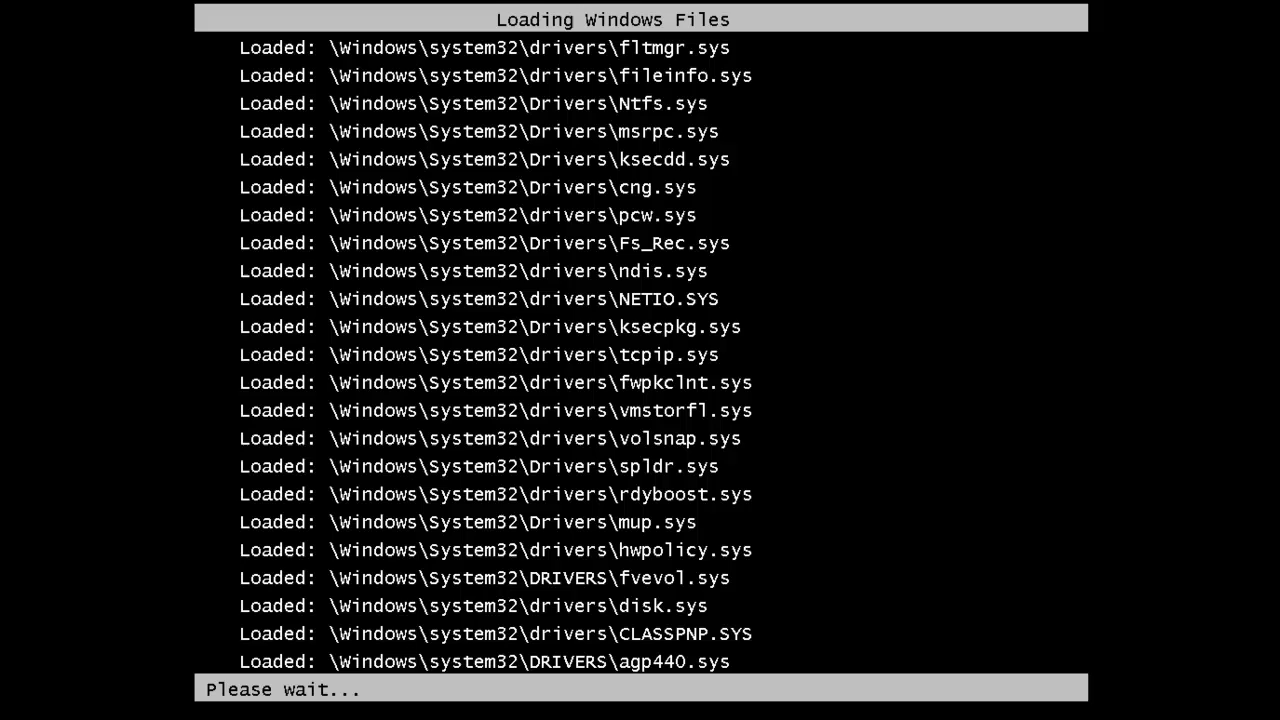 Loading Windows Files
Loaded: \Windows\system32\drivers\fltmgr.sys
Loaded: \Windows\system32\drivers\fileinfo.sys
Loaded: \Windows\System32\Drivers\Ntfs.sys
Loaded: \Windows\System32\Drivers\msrpc.sys
Loaded: \Windows\System32\Drivers\ksecdd.sys
Loaded: \Windows\System32\Drivers\cng.sys
Loaded: \Windows\System32\drivers\pcw.sys
Loaded: \Windows\System32\Drivers\Fs_Rec.sys
Loaded: \Windows\system32\drivers\ndis.sys
Loaded: \Windows\system32\drivers\NETIO.SYS
Loaded: \Windows\System32\Drivers\ksecpkg.sys
Loaded: \Windows\System32\drivers\tcpip.sys
Loaded: \Windows\System32\drivers\fwpkclnt.sys
Loaded: \Windows\system32\drivers\vmstorfl.sys
Loaded: \Windows\system32\drivers\volsnap.sys
Loaded: \Windows\System32\Drivers\spldr.sys
Loaded: \Windows\System32\drivers\rdyboost.sys
Loaded: \Windows\System32\Drivers\mup.sys
Loaded: \Windows\System32\drivers\hwpolicy.sys
Loaded: \Windows\System32\DRIVERS\fvevol.sys
Loaded: \Windows\system32\drivers\disk.sys
Loaded: \Windows\system32\drivers\CLASSPNP.SYS
Loaded: \Windows\system32\DRIVERS\agp440.sys
Please wait...